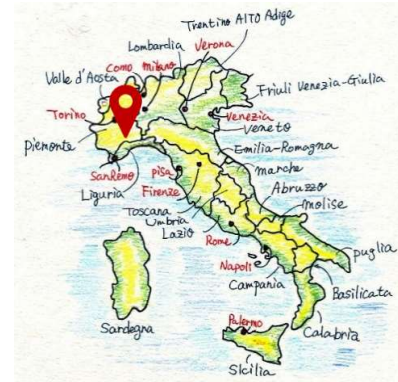 Trentino ALTO Adige
Lombardia
Verona
Como
Milano
Valle d'Aosta
Friuli Venezia-Giulia
Torino
Venezia
Veneto
Piemonte
Emilia-Romagna
marche
SanRemo
pisa
Abruzzo
Liguria
Firenze
molise
Toscana
Umbria
Lazio
Rome
puglia
Napoli
Campania
Basilicata
Sardegna
Palermo
Calabria
Sicilia